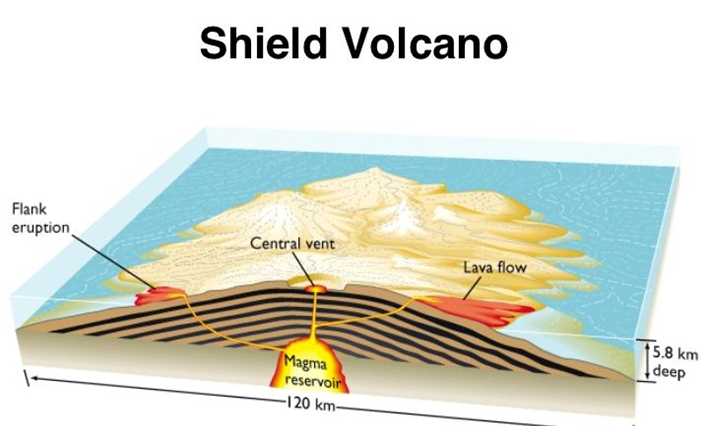 Shield Volcano
Flank
eruption
Central vent
Lava flow
Magma
reservoir
5.8 km
deep
120 km